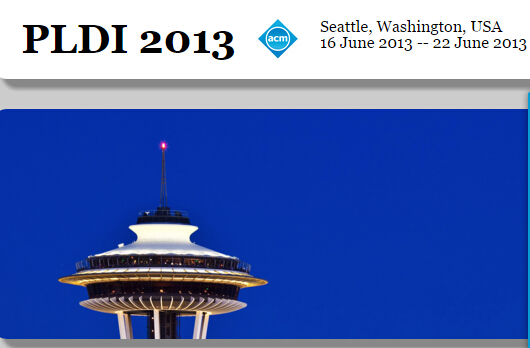 PLDI 2013
acm
Seattle, Washington, USA
16 June 2013 -- 22 June 2013